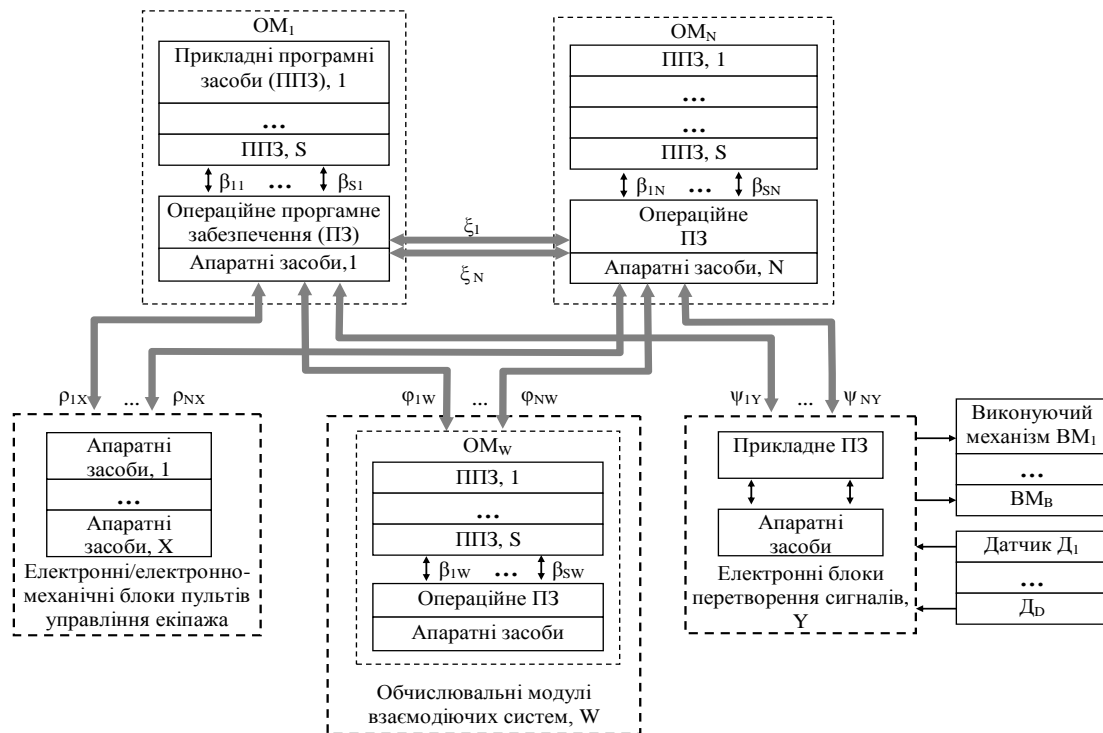 ОМ1
Прикладні програмні
засоби (ППЗ), 1
...
ППЗ, S
β11 ... βS1
Операційне проргамне
забезпечення (ПЗ)
Апаратні засоби,1
ОМN
ППЗ, 1
...
...
ППЗ, S
β1N ... βSN
Операційне
ПЗ
Апаратні засоби, N
ξ1
ξN
ρ1X ... ρNX
φ1W ... φNW
ψ1Y ... ψNY
Апаратні
засоби, 1
...
Апаратні
засоби, X
Електронні/електронно-
механічні блоки пультів
управління екіпажа
ОМW
ППЗ, 1
...
ППЗ, S
β1W ... βSW
Операційне ПЗ
Апаратні засоби
Обчислювальні модулі
взаємодіючих систем, W
Прикладне ПЗ
Апаратні
засоби
Електронні блоки
перетворення сигналів,
Y
Виконуючий
механізм ВМ1
...
ВМВ
Датчик Д1
...
ДD